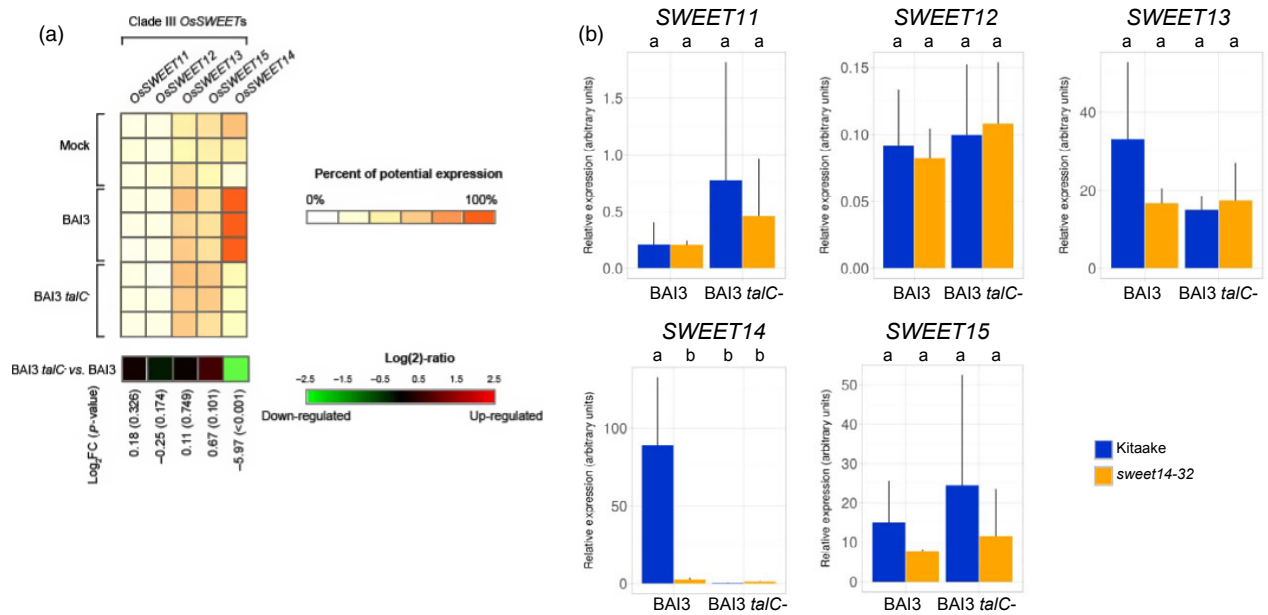 (a)
Clade III OsSWEETs
OsSWEET11
OsSWEET12
OsSWEET13
OsSWEET15
OsSWEET14
Mock
BAI3
BAI3 talC-
Percent of potential expression
0% 100%
BAI3 talC- vs. BAI3
Log(2)-ratio
−2.5 −1.5 −0.5 0.5 1.5 2.5
Down-regulated Up-regulated
Log2FC (P-value)
0.18 (0.326)
−0.25 (0.174)
0.11 (0.749)
0.67 (0.101)
−5.97 (<0.001)
(b)
SWEET11
a a a a
Relative expression (arbitrary units)
1.5
1.0
0.5
0.0
BAI3 BAI3 talC-
SWEET12
a a a a
Relative expression (arbitrary units)
0.15
0.10
0.05
0.00
BAI3 BAI3 talC-
SWEET13
a a a a
Relative expression (arbitrary units)
40
20
0
BAI3 BAI3 talC-
SWEET14
a b b b
Relative expression (arbitrary units)
100
50
0
BAI3 BAI3 talC-
SWEET15
a a a a
Relative expression (arbitrary units)
50
40
30
20
10
0
BAI3 BAI3 talC-
Kitaake
sweet14-32